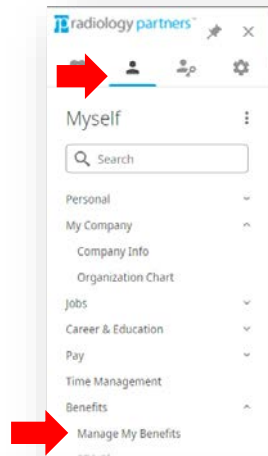 radiology partners
Myself
Search
Personal
My Company
Company Info
Organization Chart
Jobs
Career & Education
Pay
Time Management
Benefits
Manage My Benefits